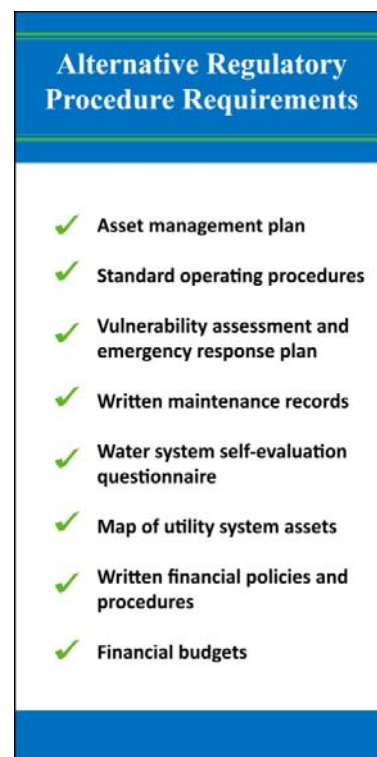 Alternative Regulatory
Procedure Requirements
Asset management plan
Standard operating procedures
Vulnerability assessment and
emergency response plan
Written maintenance records
Water system self-evaluation
questionnaire
Map of utility system assets
Written financial policies and
procedures
Financial budgets